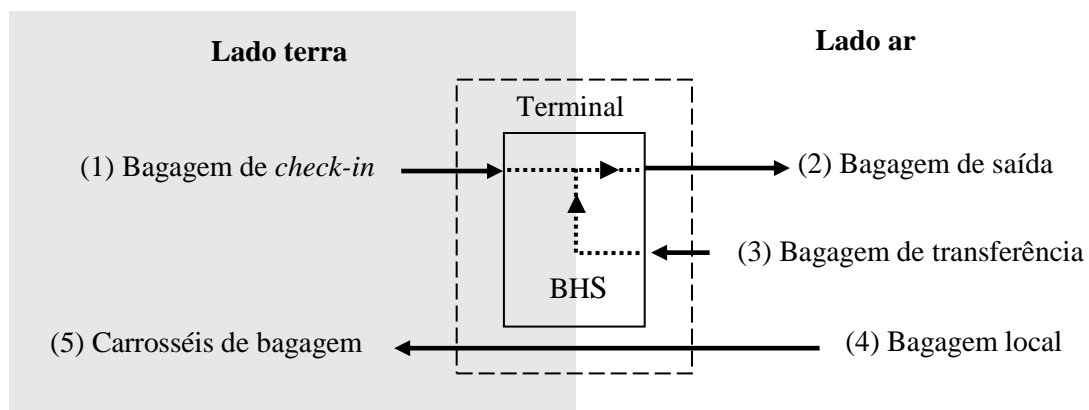 Lado terra
Lado ar
Terminal
(1) Bagagem de check-in
(2) Bagagem de saída
(3) Bagagem de transferência
BHS
(5) Carrosséis de bagagem
(4) Bagagem local